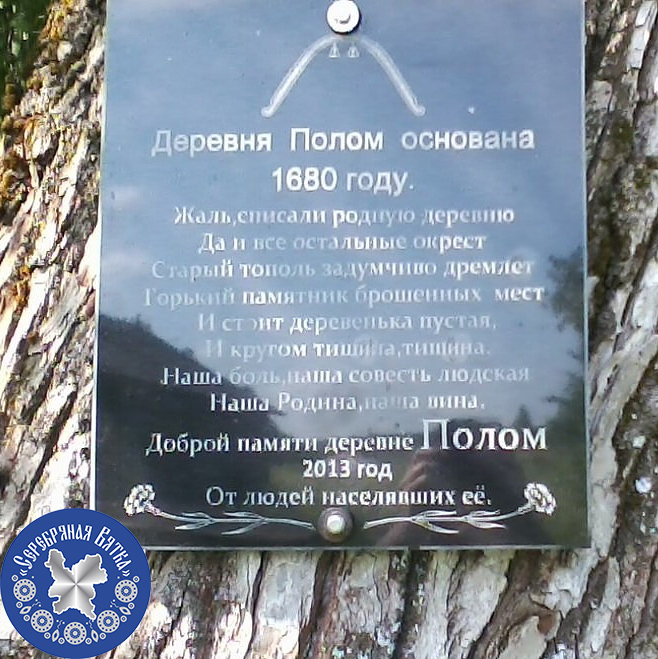 Деревня Полом основана
1680 году.
Жаль,списали родную деревню
Да и все остальные окрест
Старый тополь задумчиво дремлет
Горький памятник брошенных мест
И стоит деревенька пустая,
И кругом тишина,тишина.
Наша боль,наша совесть людская
Наша Родина,наша вина.
Доброй памяти деревне Полом
2013 год
От людей населявших её.
«Серебряная Вятка»